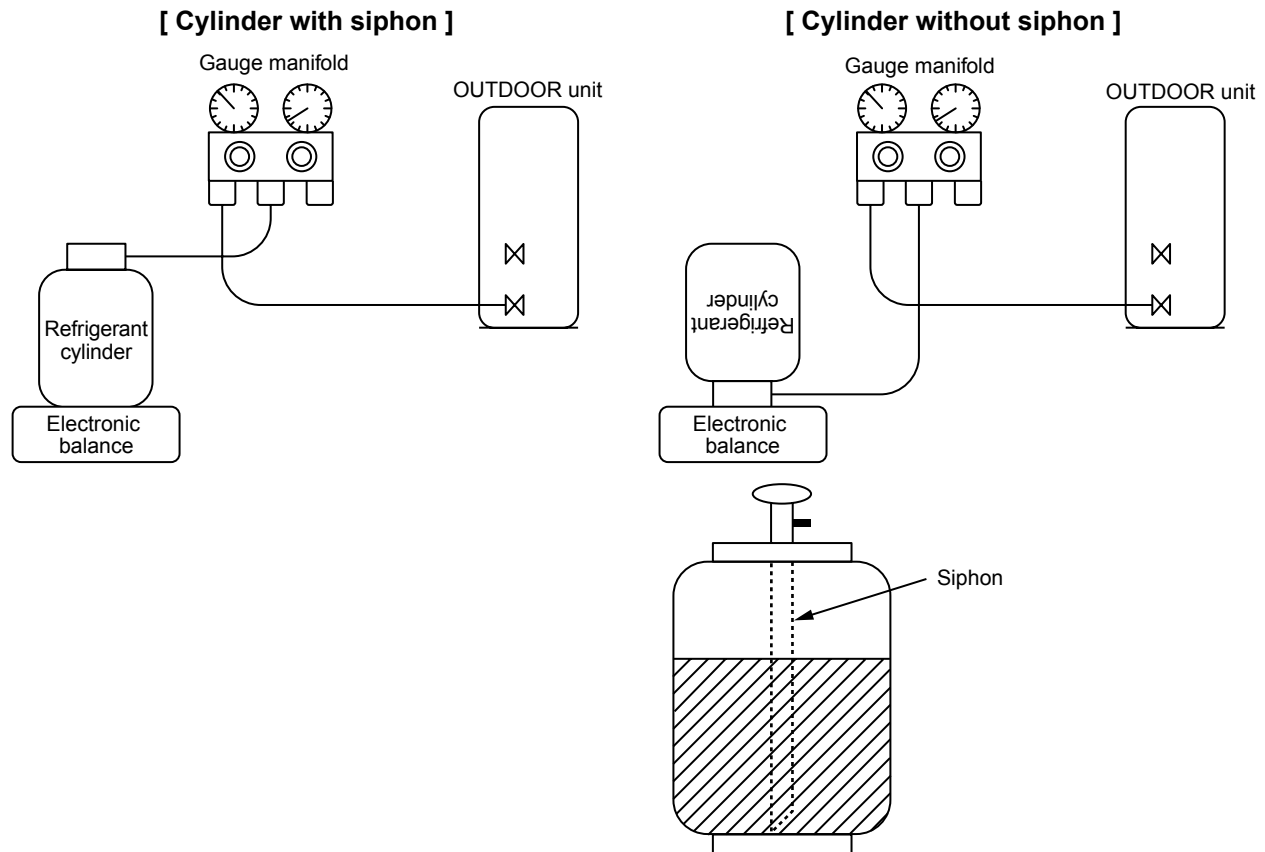 [ Cylinder with siphon ]
Gauge manifold
OUTDOOR unit
Refrigerant
cylinder
Electronic
balance
[ Cylinder without siphon ]
Gauge manifold
OUTDOOR unit
Refrigerant
cylinder
Electronic
balance
Siphon